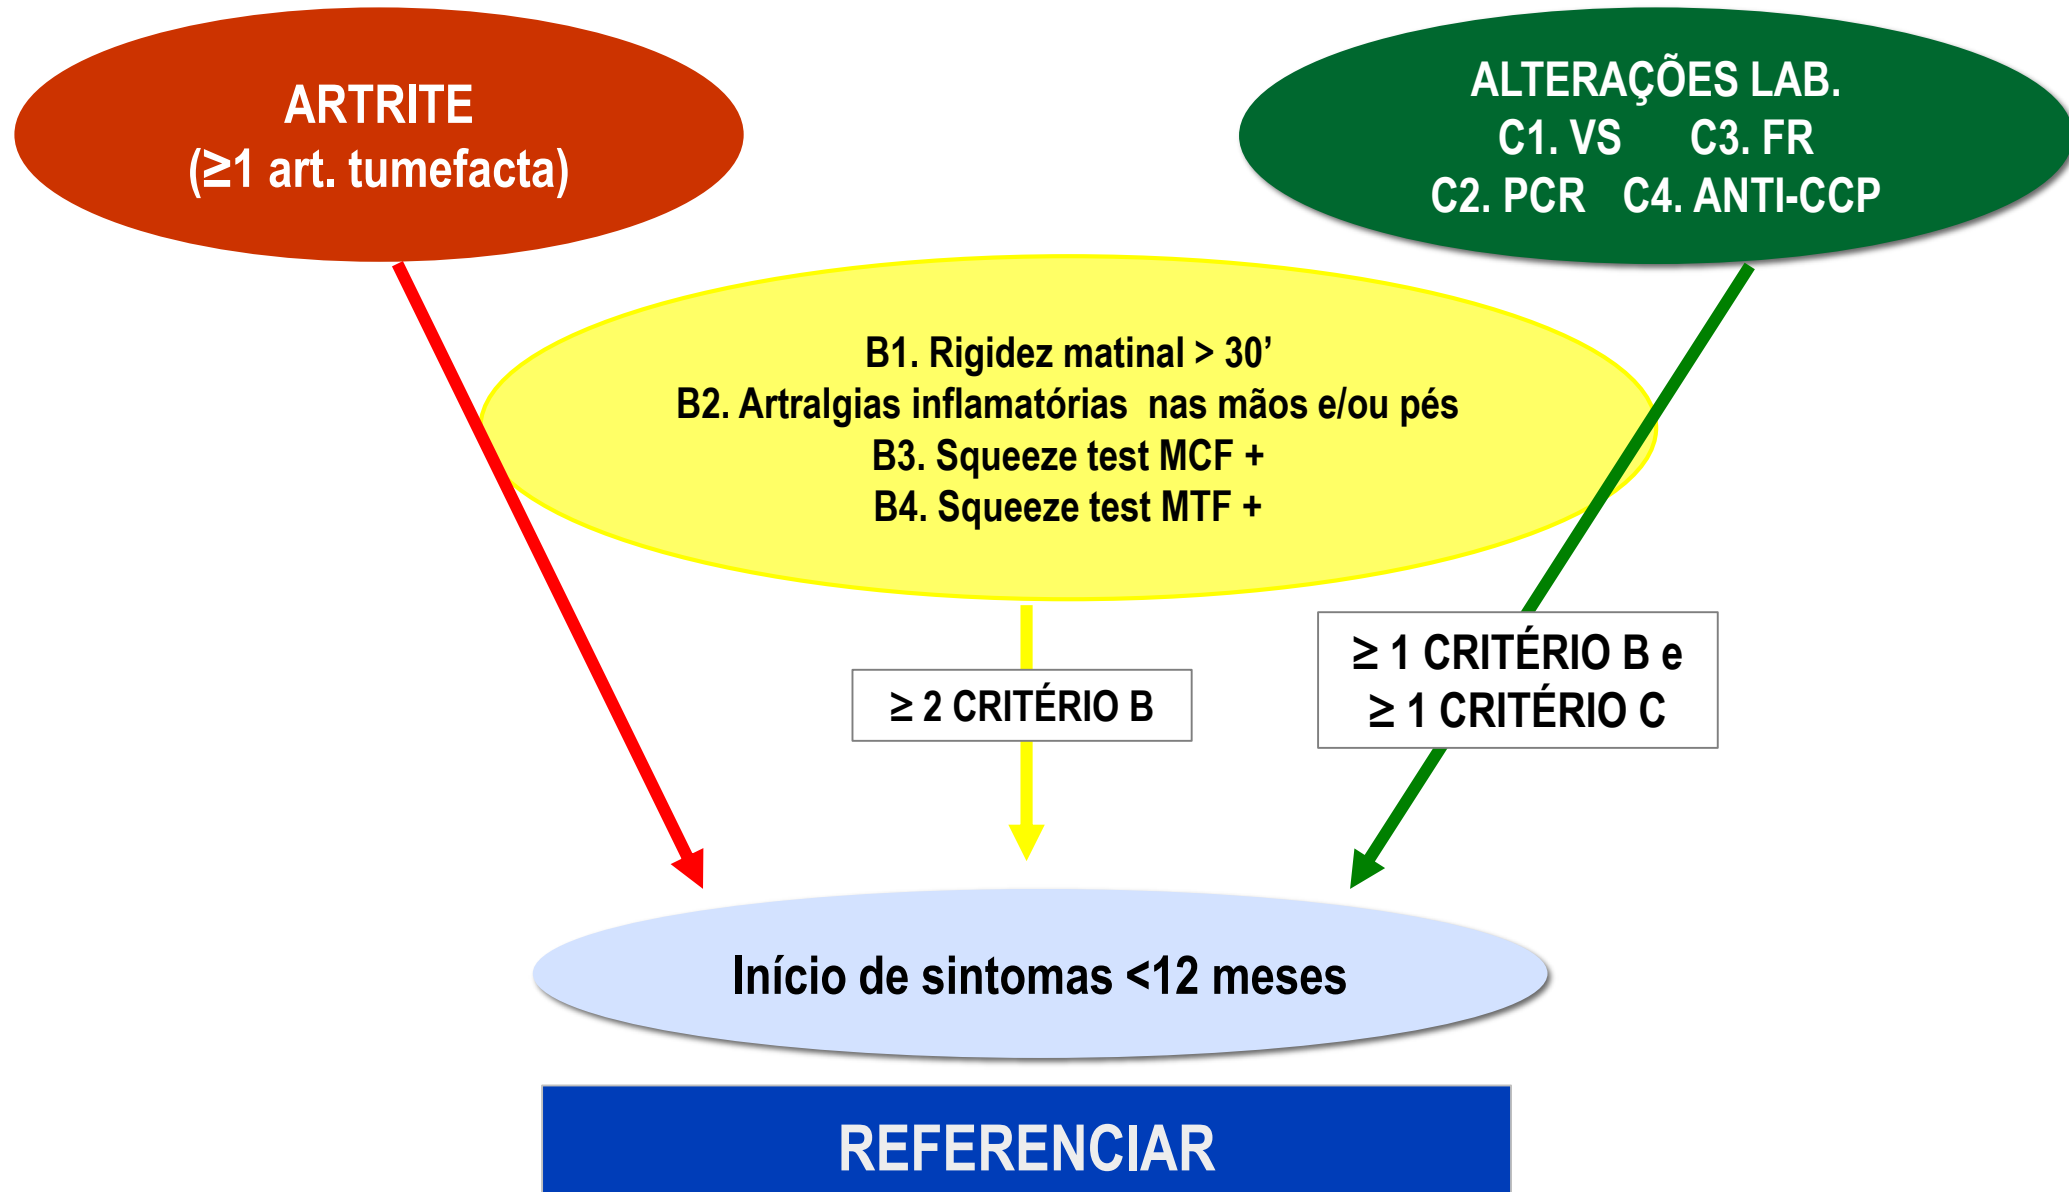 ARTRITE
(≥1 art. tumefacta)
ALTERAÇÕES LAB.
C1. VS C3. FR
C2. PCR C4. ANTI-CCP
B1. Rigidez matinal > 30’
B2. Artralgias inflamatórias nas mãos e/ou pés
B3. Squeeze test MCF +
B4. Squeeze test MTF +
≥ 2 CRITÉRIO B
≥ 1 CRITÉRIO B e
≥ 1 CRITÉRIO C
Início de sintomas <12 meses
REFERENCIAR